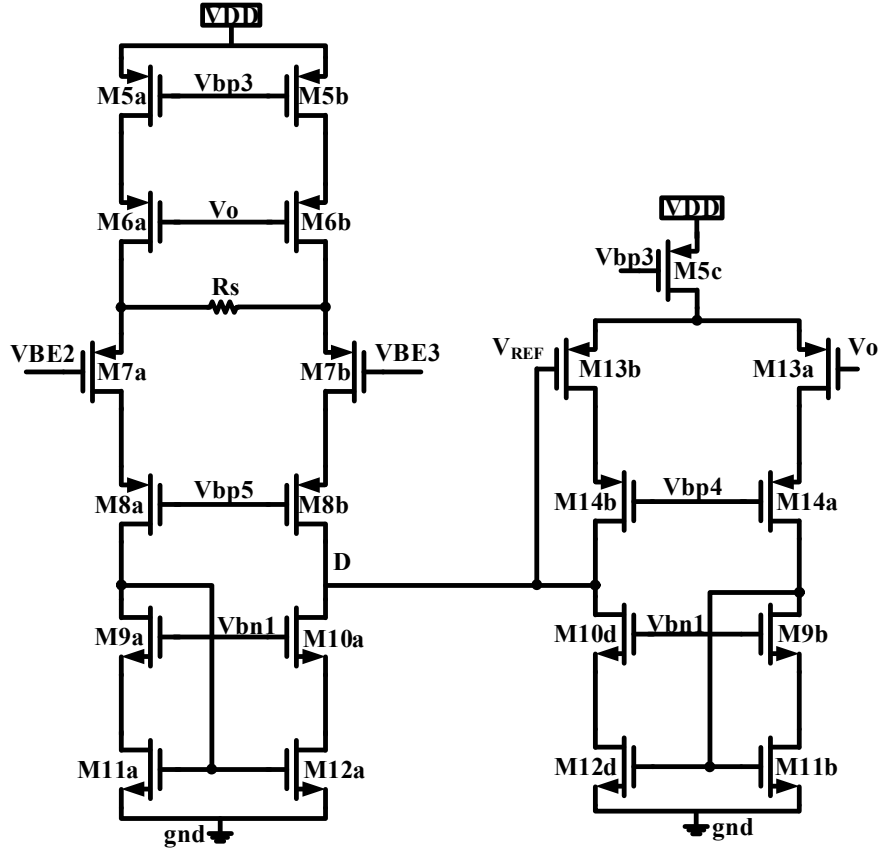 VDD
M5a Vbp3 M5b
M6a Vo M6b
Rs
VBE2 M7a M7b VBE3
M8a Vbp5 M8b
D
M9a Vbn1 M10a
M11a M12a
gnd
VDD
Vbp3 M5c
VREF M13b M13a Vo
M14b Vbp4 M14a
M10d Vbn1 M9b
M12d M11b
gnd